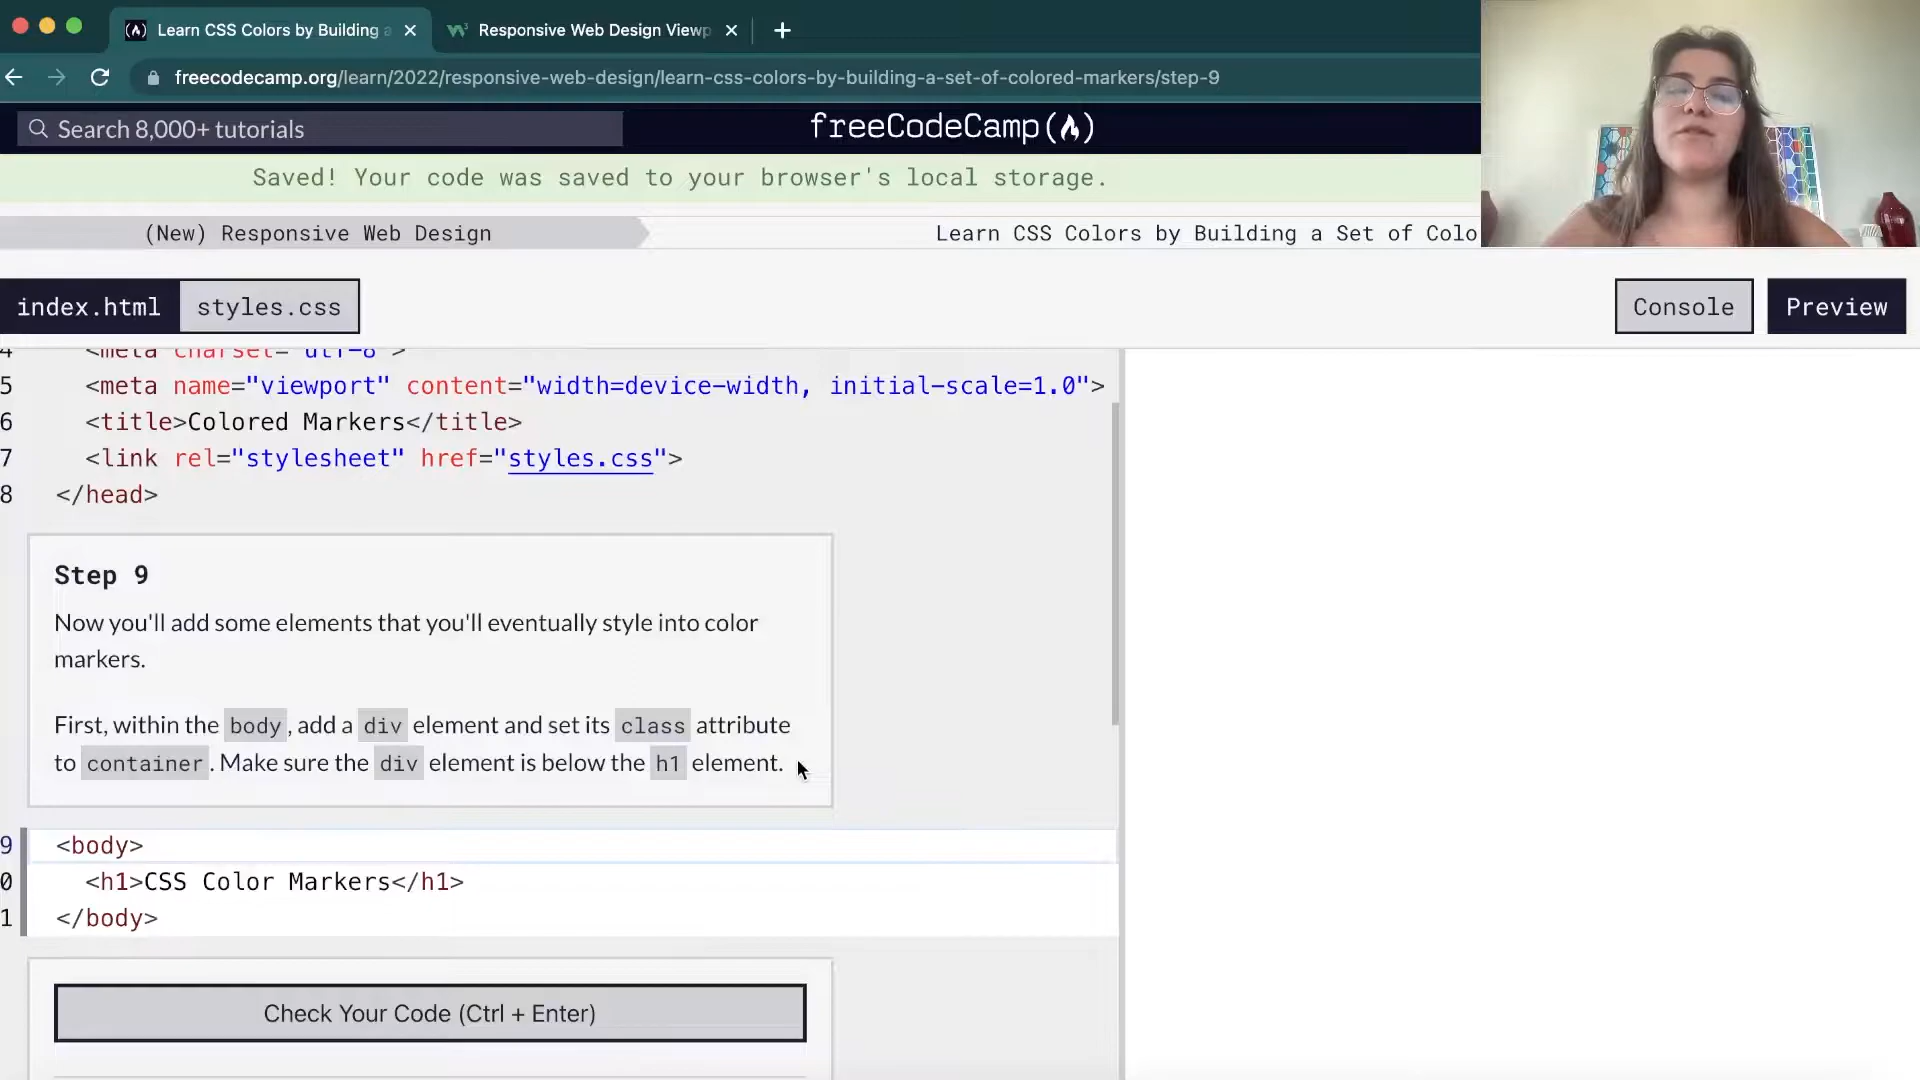 Learn CSS Colors by Building a
Responsive Web Design Viewp
freecodecamp.org/learn/2022/responsive-web-design/learn-css-colors-by-building-a-set-of-colored-markers/step-9
Search 8,000+ tutorials
freeCodeCamp(🔥)
Saved! Your code was saved to your browser's local storage.
(New) Responsive Web Design
Learn CSS Colors by Building a Set of Colo
index.html
styles.css
Console
Preview
4 <meta charset="utf-8">
5 <meta name="viewport" content="width=device-width, initial-scale=1.0">
6 <title>Colored Markers</title>
7 <link rel="stylesheet" href="styles.css">
8 </head>
Step 9
Now you'll add some elements that you'll eventually style into color
markers.
First, within the body, add a div element and set its class attribute
to container. Make sure the div element is below the h1 element.
9 <body>
0 <h1>CSS Color Markers</h1>
1 </body>
Check Your Code (Ctrl + Enter)